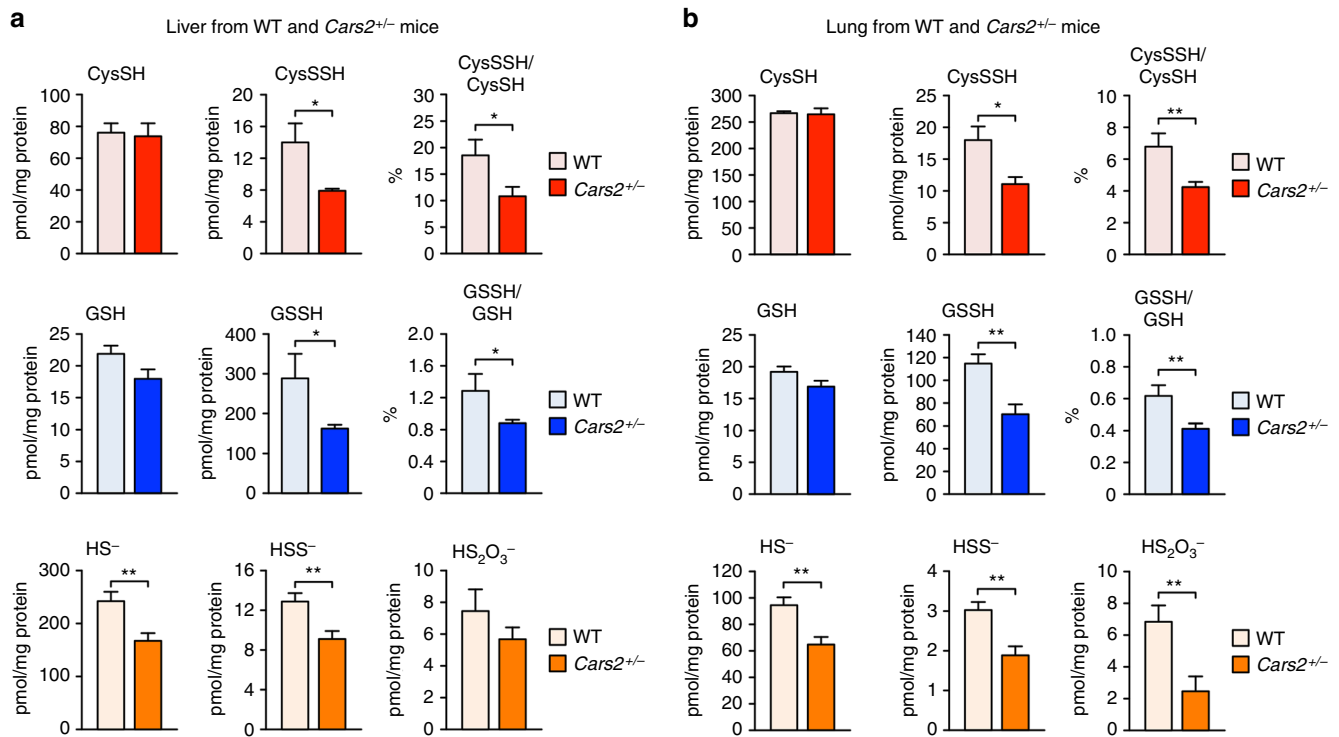 a
Liver from WT and Cars2+/– mice
CysSH
pmol/mg protein
100
80
60
40
20
0
CysSSH
pmol/mg protein
20
16
12
8
4
0
*
CysSSH/
CysSH
%
30
25
20
15
10
5
0
*
WT
Cars2+/–
GSH
pmol/mg protein
25
20
15
10
5
0
GSSH
pmol/mg protein
400
300
200
100
0
*
GSSH/
GSH
%
2.0
1.6
1.2
0.8
0.4
0
*
WT
Cars2+/–
HS–
pmol/mg protein
300
200
100
0
**
HSS–
pmol/mg protein
16
12
8
4
0
**
HS2O3–
pmol/mg protein
10
8
6
4
2
0
WT
Cars2+/–
b
Lung from WT and Cars2+/– mice
CysSH
pmol/mg protein
300
250
200
150
100
50
0
CysSSH
pmol/mg protein
25
20
15
10
5
0
*
CysSSH/
CysSH
%
10
8
6
4
2
0
**
WT
Cars2+/–
GSH
pmol/mg protein
25
20
15
10
5
0
GSSH
pmol/mg protein
140
120
100
80
60
40
20
0
**
GSSH/
GSH
%
1.0
0.8
0.6
0.4
0.2
0
**
WT
Cars2+/–
HS–
pmol/mg protein
120
100
80
60
40
20
0
**
HSS–
pmol/mg protein
4
3
2
1
0
**
HS2O3–
pmol/mg protein
10
8
6
4
2
0
**
WT
Cars2+/–